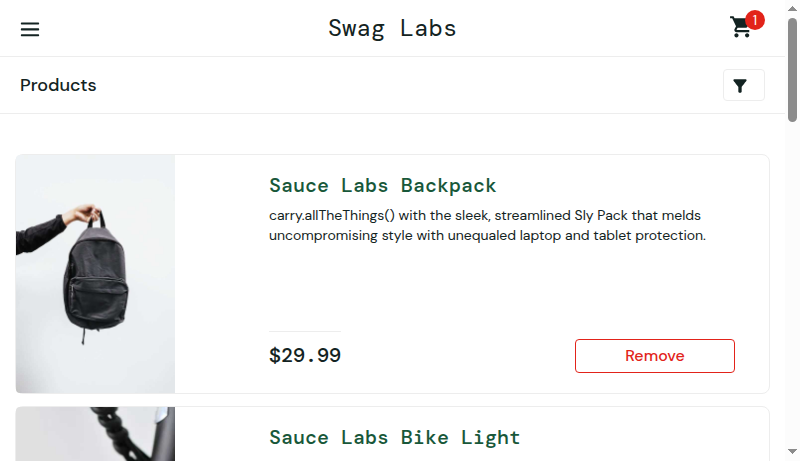 Swag Labs
1
Products
Sauce Labs Backpack
carry.allTheThings() with the sleek, streamlined Sly Pack that melds
uncompromising style with unequaled laptop and tablet protection.
$29.99
Remove
Sauce Labs Bike Light